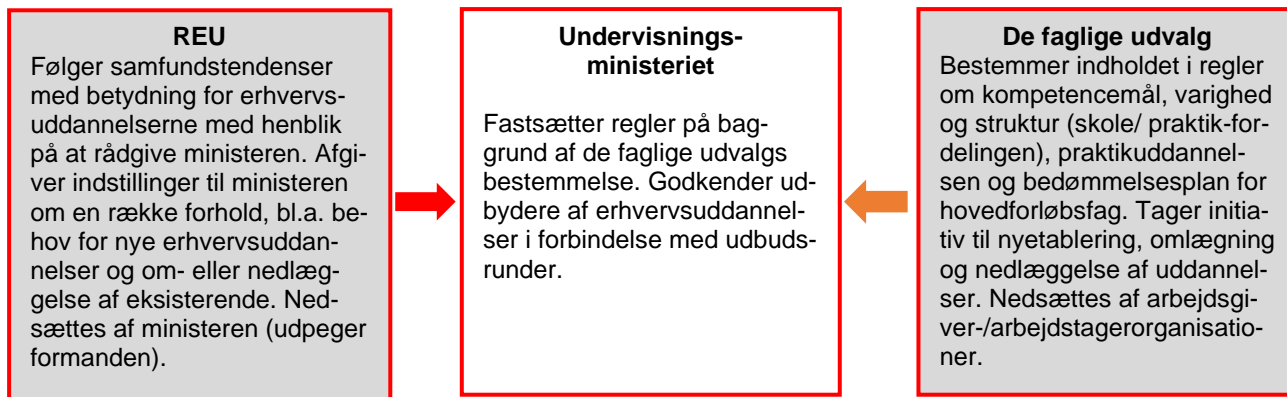 REU
Følger samfundstendenser
med betydning for erhvervs-
uddannelserne med henblik
på at rådgive ministeren. Afgi-
ver indstillinger til ministeren
om en række forhold, bl.a. be-
hov for nye erhvervsuddan-
nelser og om- eller nedlæg-
gelse af eksisterende. Ned-
sættes af ministeren (udpeger
formanden).
Undervisnings-
ministeriet
Fastsætter regler på bag-
grund af de faglige udvalgs
bestemmelse. Godkender ud-
bydere af erhvervsuddannel-
ser i forbindelse med udbuds-
runder.
De faglige udvalg
Bestemmer indholdet i regler
om kompetencemål, varighed
og struktur (skole/ praktik-for-
delingen), praktikuddannel-
sen og bedømmelsesplan for
hovedforløbsfag. Tager initia-
tiv til nyetablering, omlægning
og nedlæggelse af uddannel-
ser. Nedsættes af arbejdsgi-
ver-/arbejdstagerorganisatio-
ner.